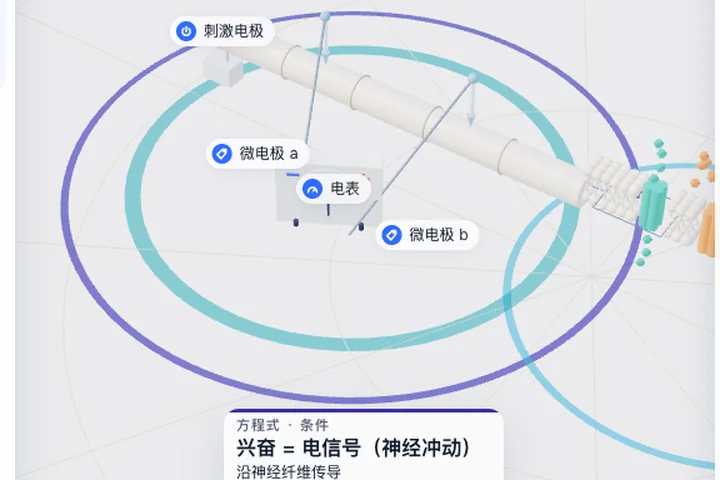 刺激电极
微电极 a
电表
微电极 b
方程式 · 条件
兴奋 = 电信号（神经冲动）
沿神经纤维传导